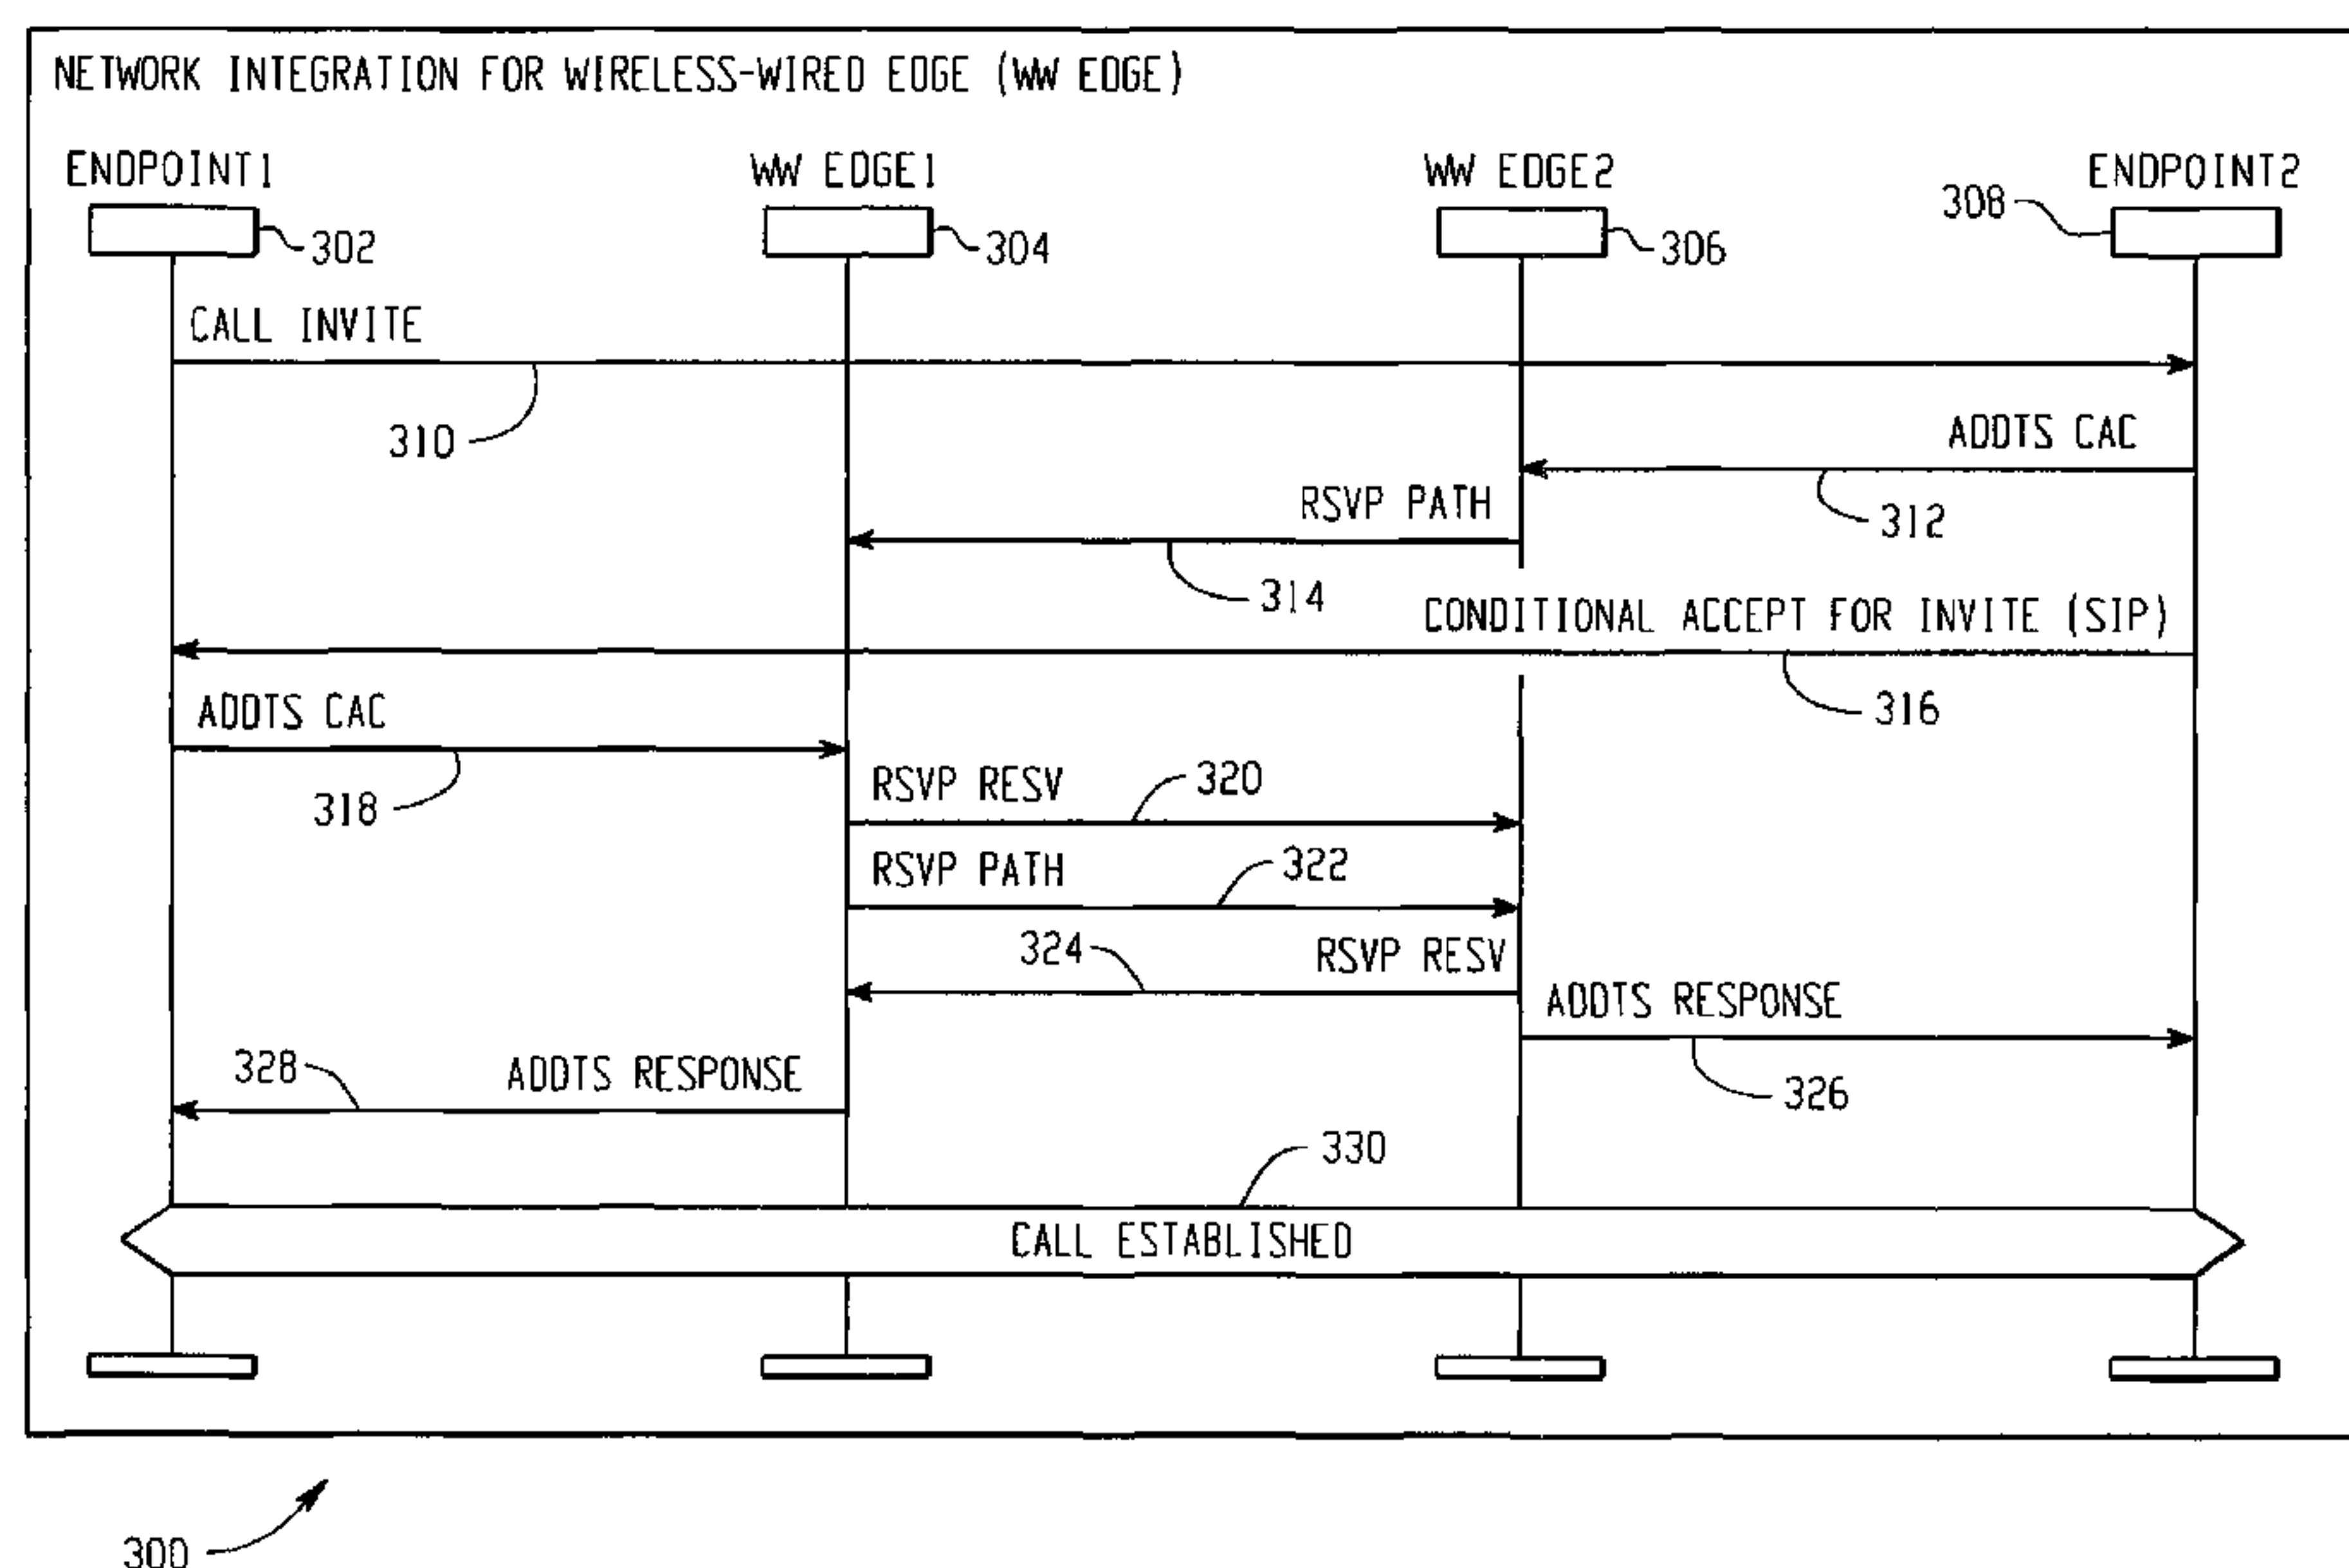 NETWORK INTEGRATION FOR WIRELESS-WIRED EDGE (WW EDGE)
ENDPOINT1
WW EDGE1
WW EDGE2
ENDPOINT2
302
304
306
308
CALL INVITE
310
ADDTS CAC
312
RSVP PATH
314
CONDITIONAL ACCEPT FOR INVITE (SIP)
316
ADDTS CAC
318
RSVP RESV
320
RSVP PATH
322
324
RSVP RESV
ADDTS RESPONSE
326
328
ADDTS RESPONSE
330
CALL ESTABLISHED
300